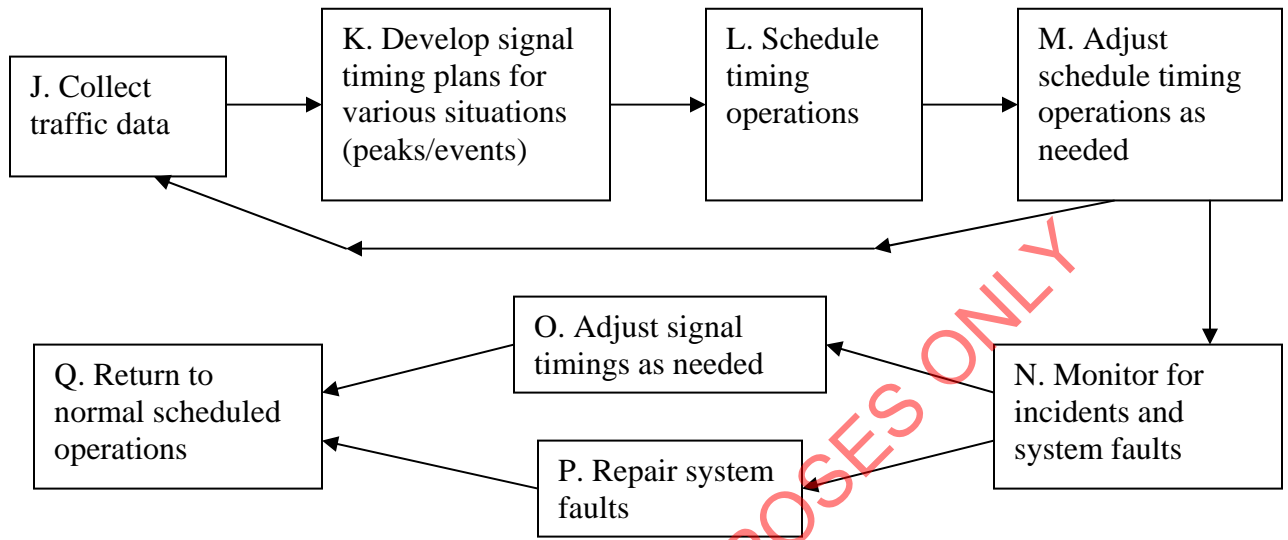 J. Collect
traffic data
K. Develop signal
timing plans for
various situations
(peaks/events)
L. Schedule
timing
operations
M. Adjust
schedule timing
operations as
needed
N. Monitor for
incidents and
system faults
O. Adjust signal
timings as needed
P. Repair system
faults
Q. Return to
normal scheduled
operations
OSES ONLY